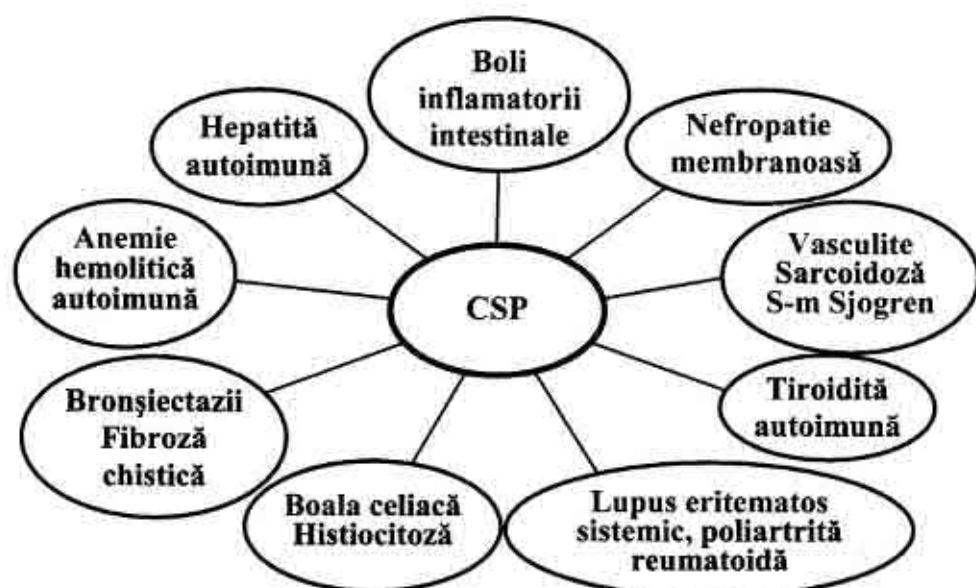 Boli
inflamatorii
intestinale
Hepatită
autoimună
Nefropatie
membranoasă
Anemie
hemolitică
autoimună
CSP
Vasculite
Sarcoidoză
S-m Sjogren
Bronşiectazii
Fibroză
chistică
Tiroidită
autoimună
Boala celiacă
Histiocitoză
Lupus eritematos
sistemic, poliartrită
reumatoidă